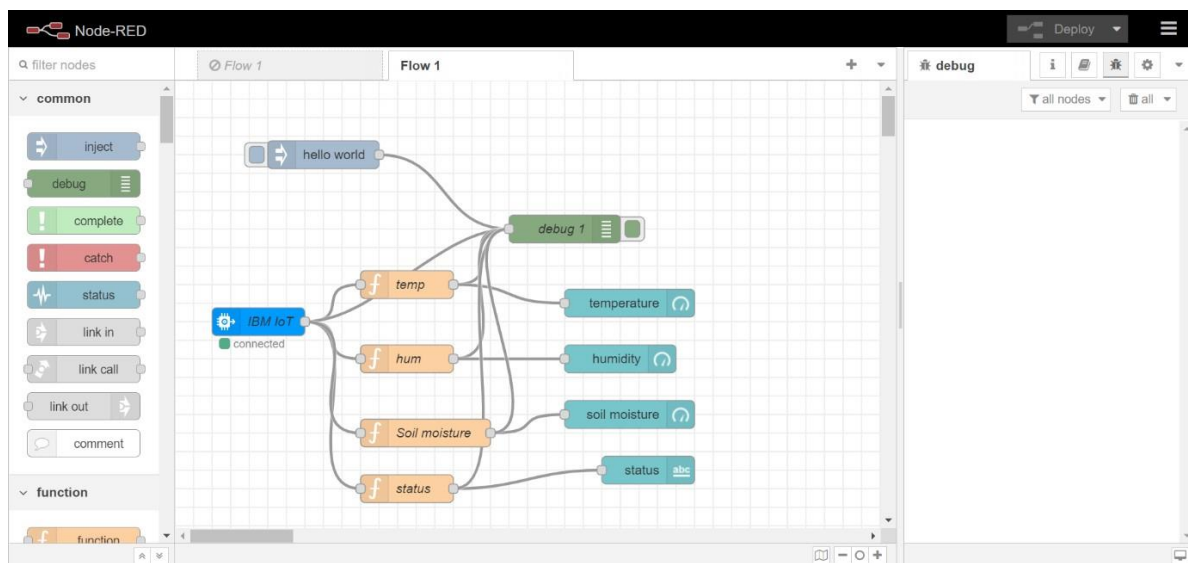 Node-RED
Deploy
filter nodes
Flow 1
Flow 1
debug
i
all nodes
all
common
inject
debug
complete
catch
status
link in
link call
link out
comment
function
function
hello world
debug 1
temp
temperature
IBM IoT
connected
hum
humidity
soil moisture
Soil moisture
status
abc
status